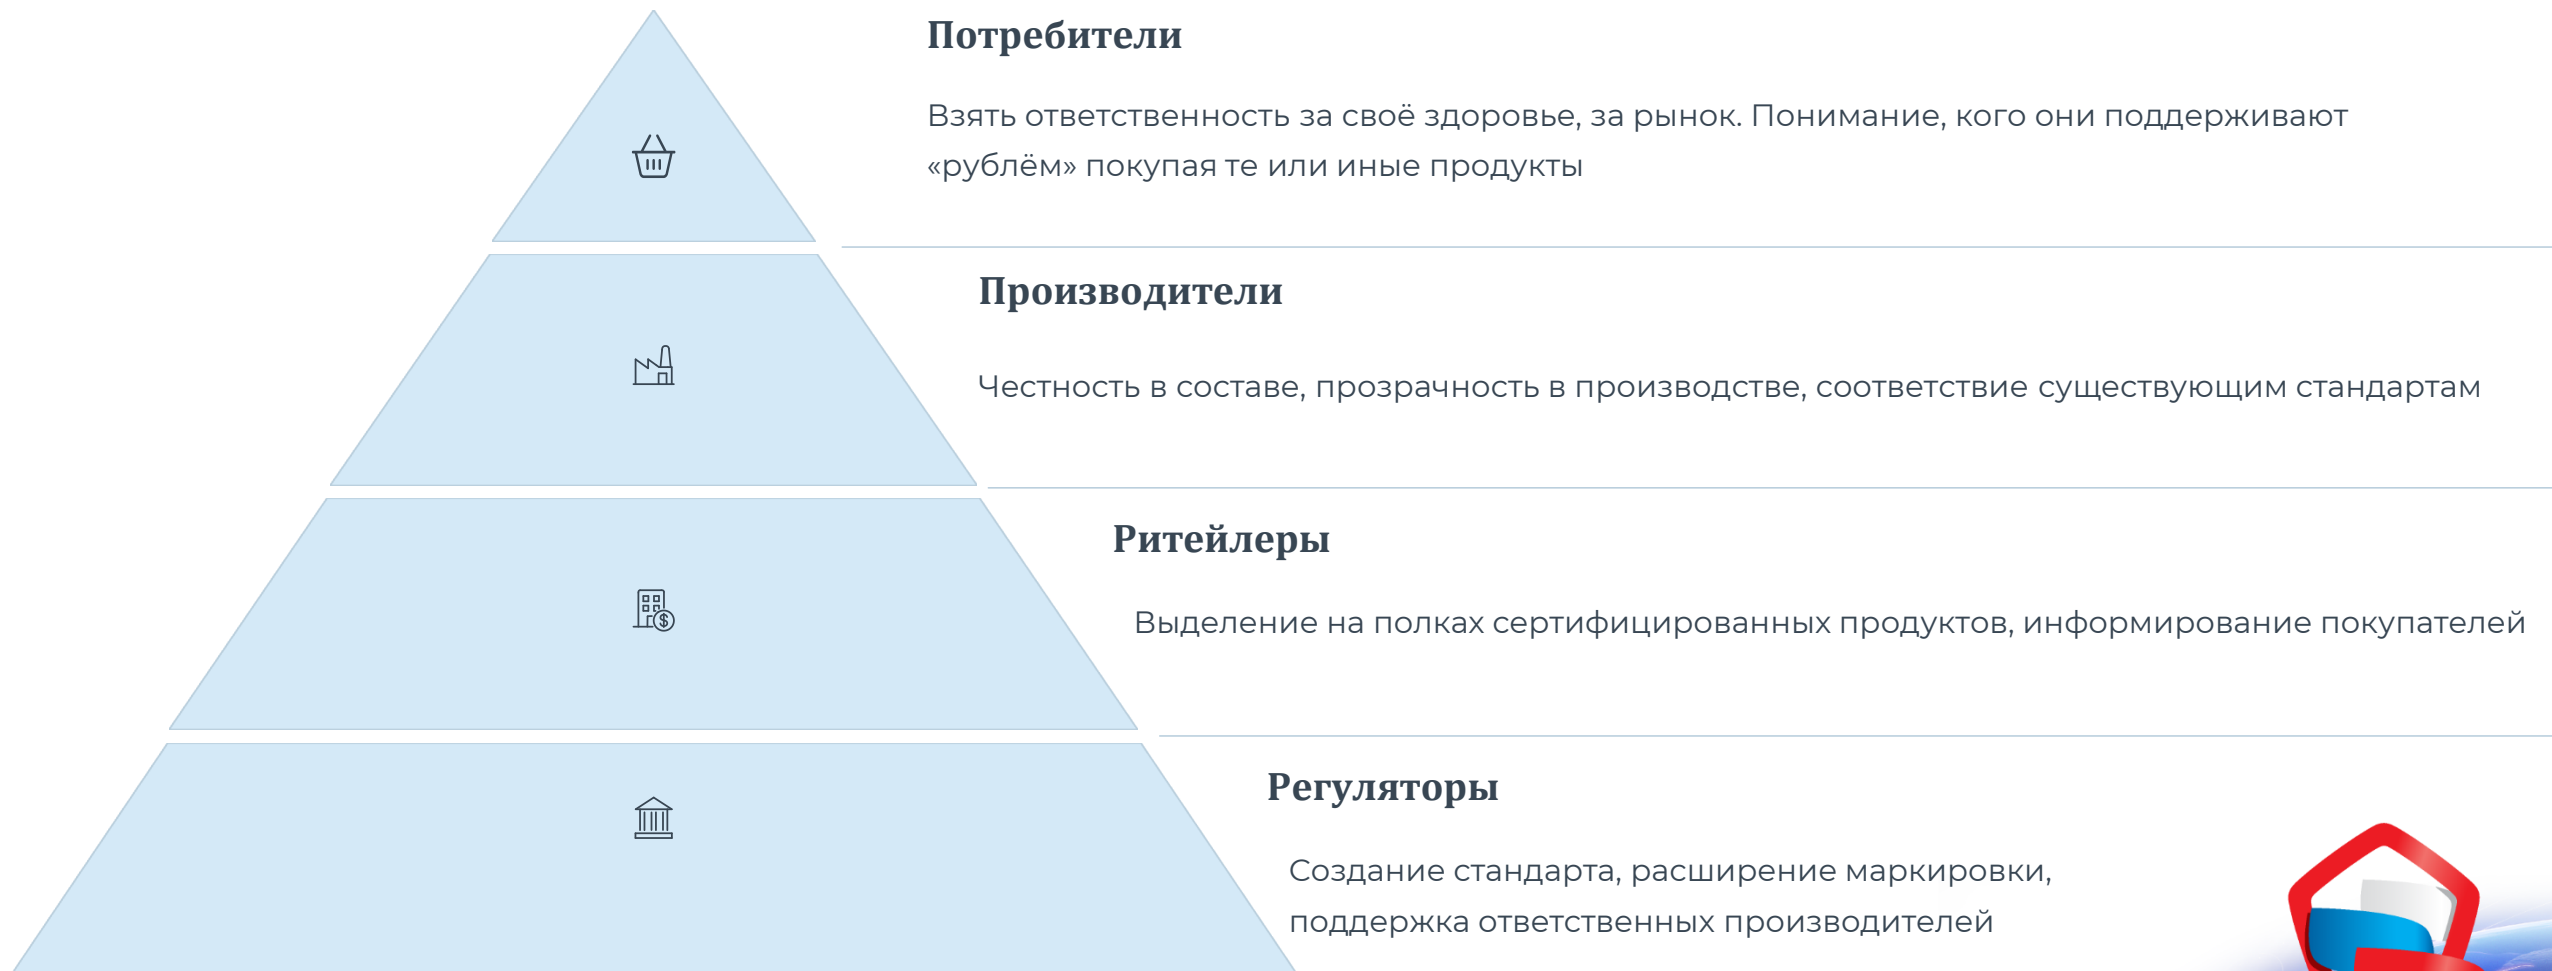 Потребители
Взять ответственность за своё здоровье, за рынок. Понимание, кого они поддерживают
«рублём» покупая те или иные продукты
Производители
Честность в составе, прозрачность в производстве, соответствие существующим стандартам
Ритейлеры
Выделение на полках сертифицированных продуктов, информирование покупателей
Регуляторы
Создание стандарта, расширение маркировки,
поддержка ответственных производителей